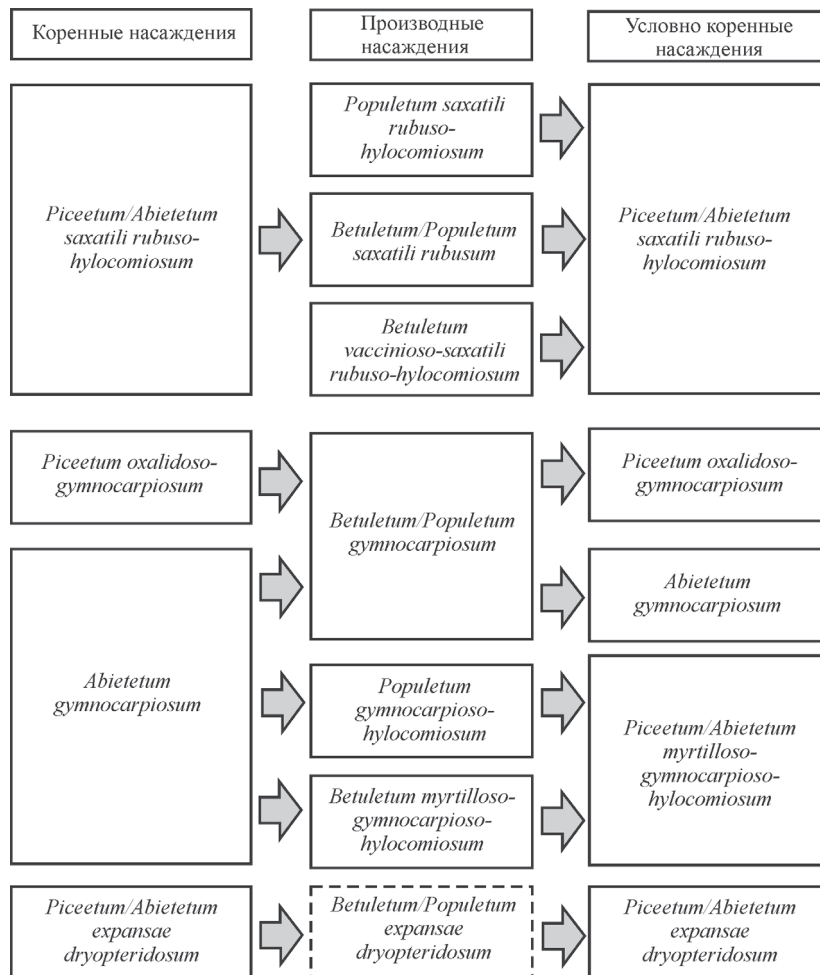 Коренные насаждения
Производные
насаждения
Условно коренные
насаждения
Piceetum/Abietetum
saxatili rubuso-
hylocomiosum
Populetum saxatili
rubuso-
hylocomiosum
Betuletum/Populetum
saxatili rubusum
Betuletum
vaccinioso-saxatili
rubuso-hylocomiosum
Piceetum/Abietetum
saxatili rubuso-
hylocomiosum
Piceetum oxalidoso-
gymnocarpiosum
Betuletum/Populetum
gymnocarpiosum
Piceetum oxalidoso-
gymnocarpiosum
Abietetum
gymnocarpiosum
Abietetum
gymnocarpiosum
Populetum
gymnocarpioso-
hylocomiosum
Betuletum myrtilloso-
gymnocarpioso-
hylocomiosum
Piceetum/Abietetum
myrtilloso-
gymnocarpioso-
hylocomiosum
Piceetum/Abietetum
expansae
dryopteridosum
Betuletum/Populetum
expansae
dryopteridosum
Piceetum/Abietetum
expansae
dryopteridosum